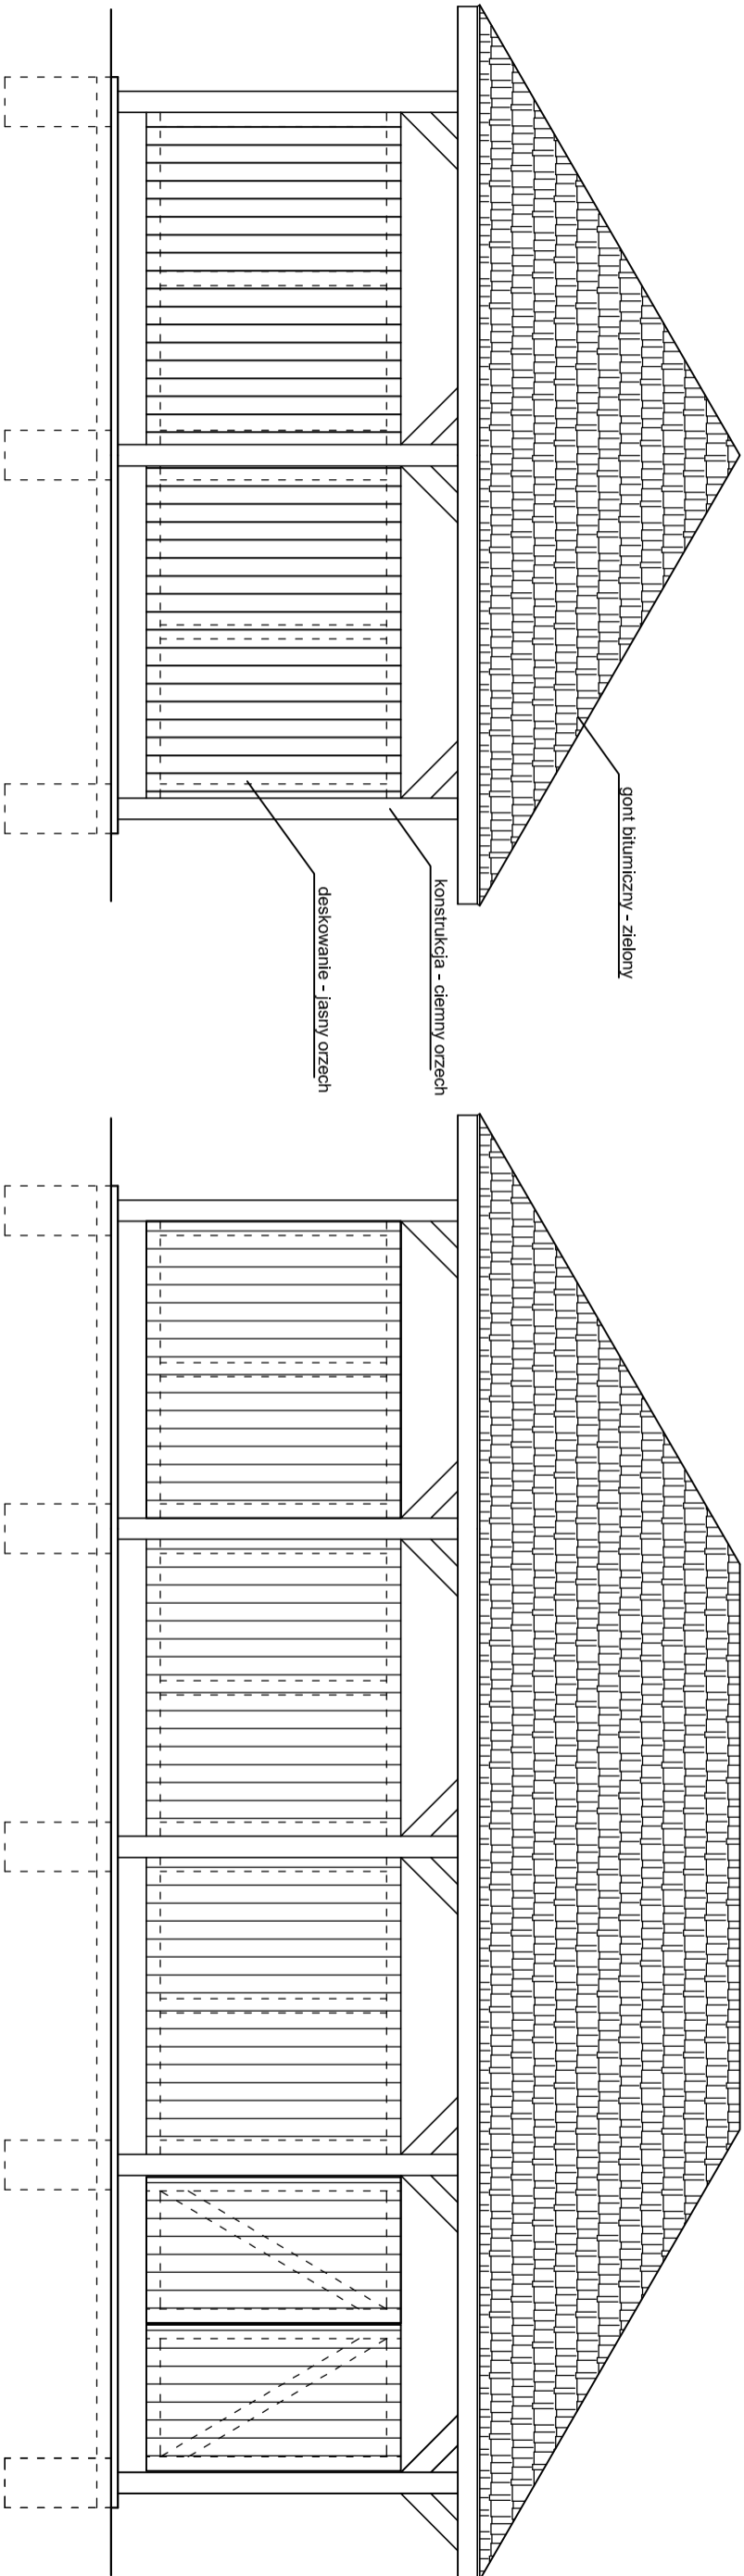 gont bitumiczny - zielony
konstrukcja - ciemny orzech
deskowanie - jasny orzech